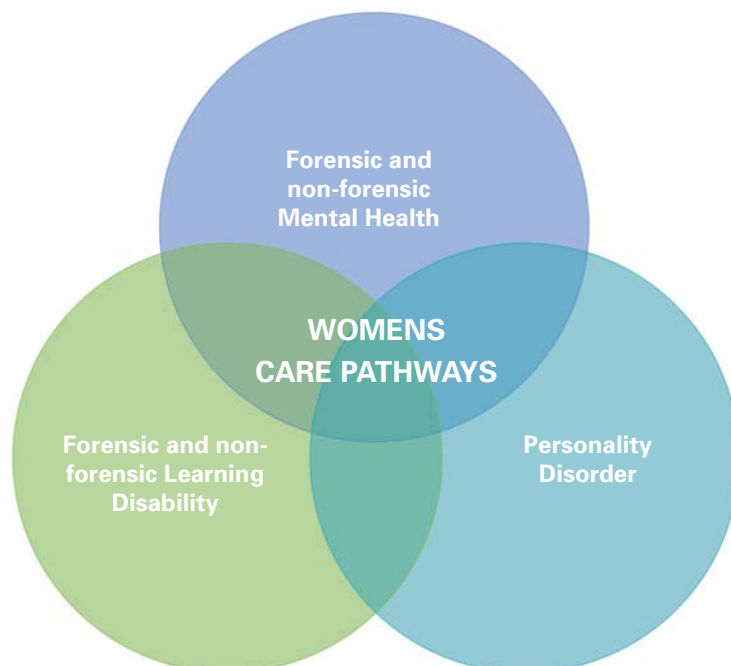 Forensic and
non-forensic
Mental Health
WOMENS
CARE PATHWAYS
Forensic and non-
forensic Learning
Disability
Personality
Disorder